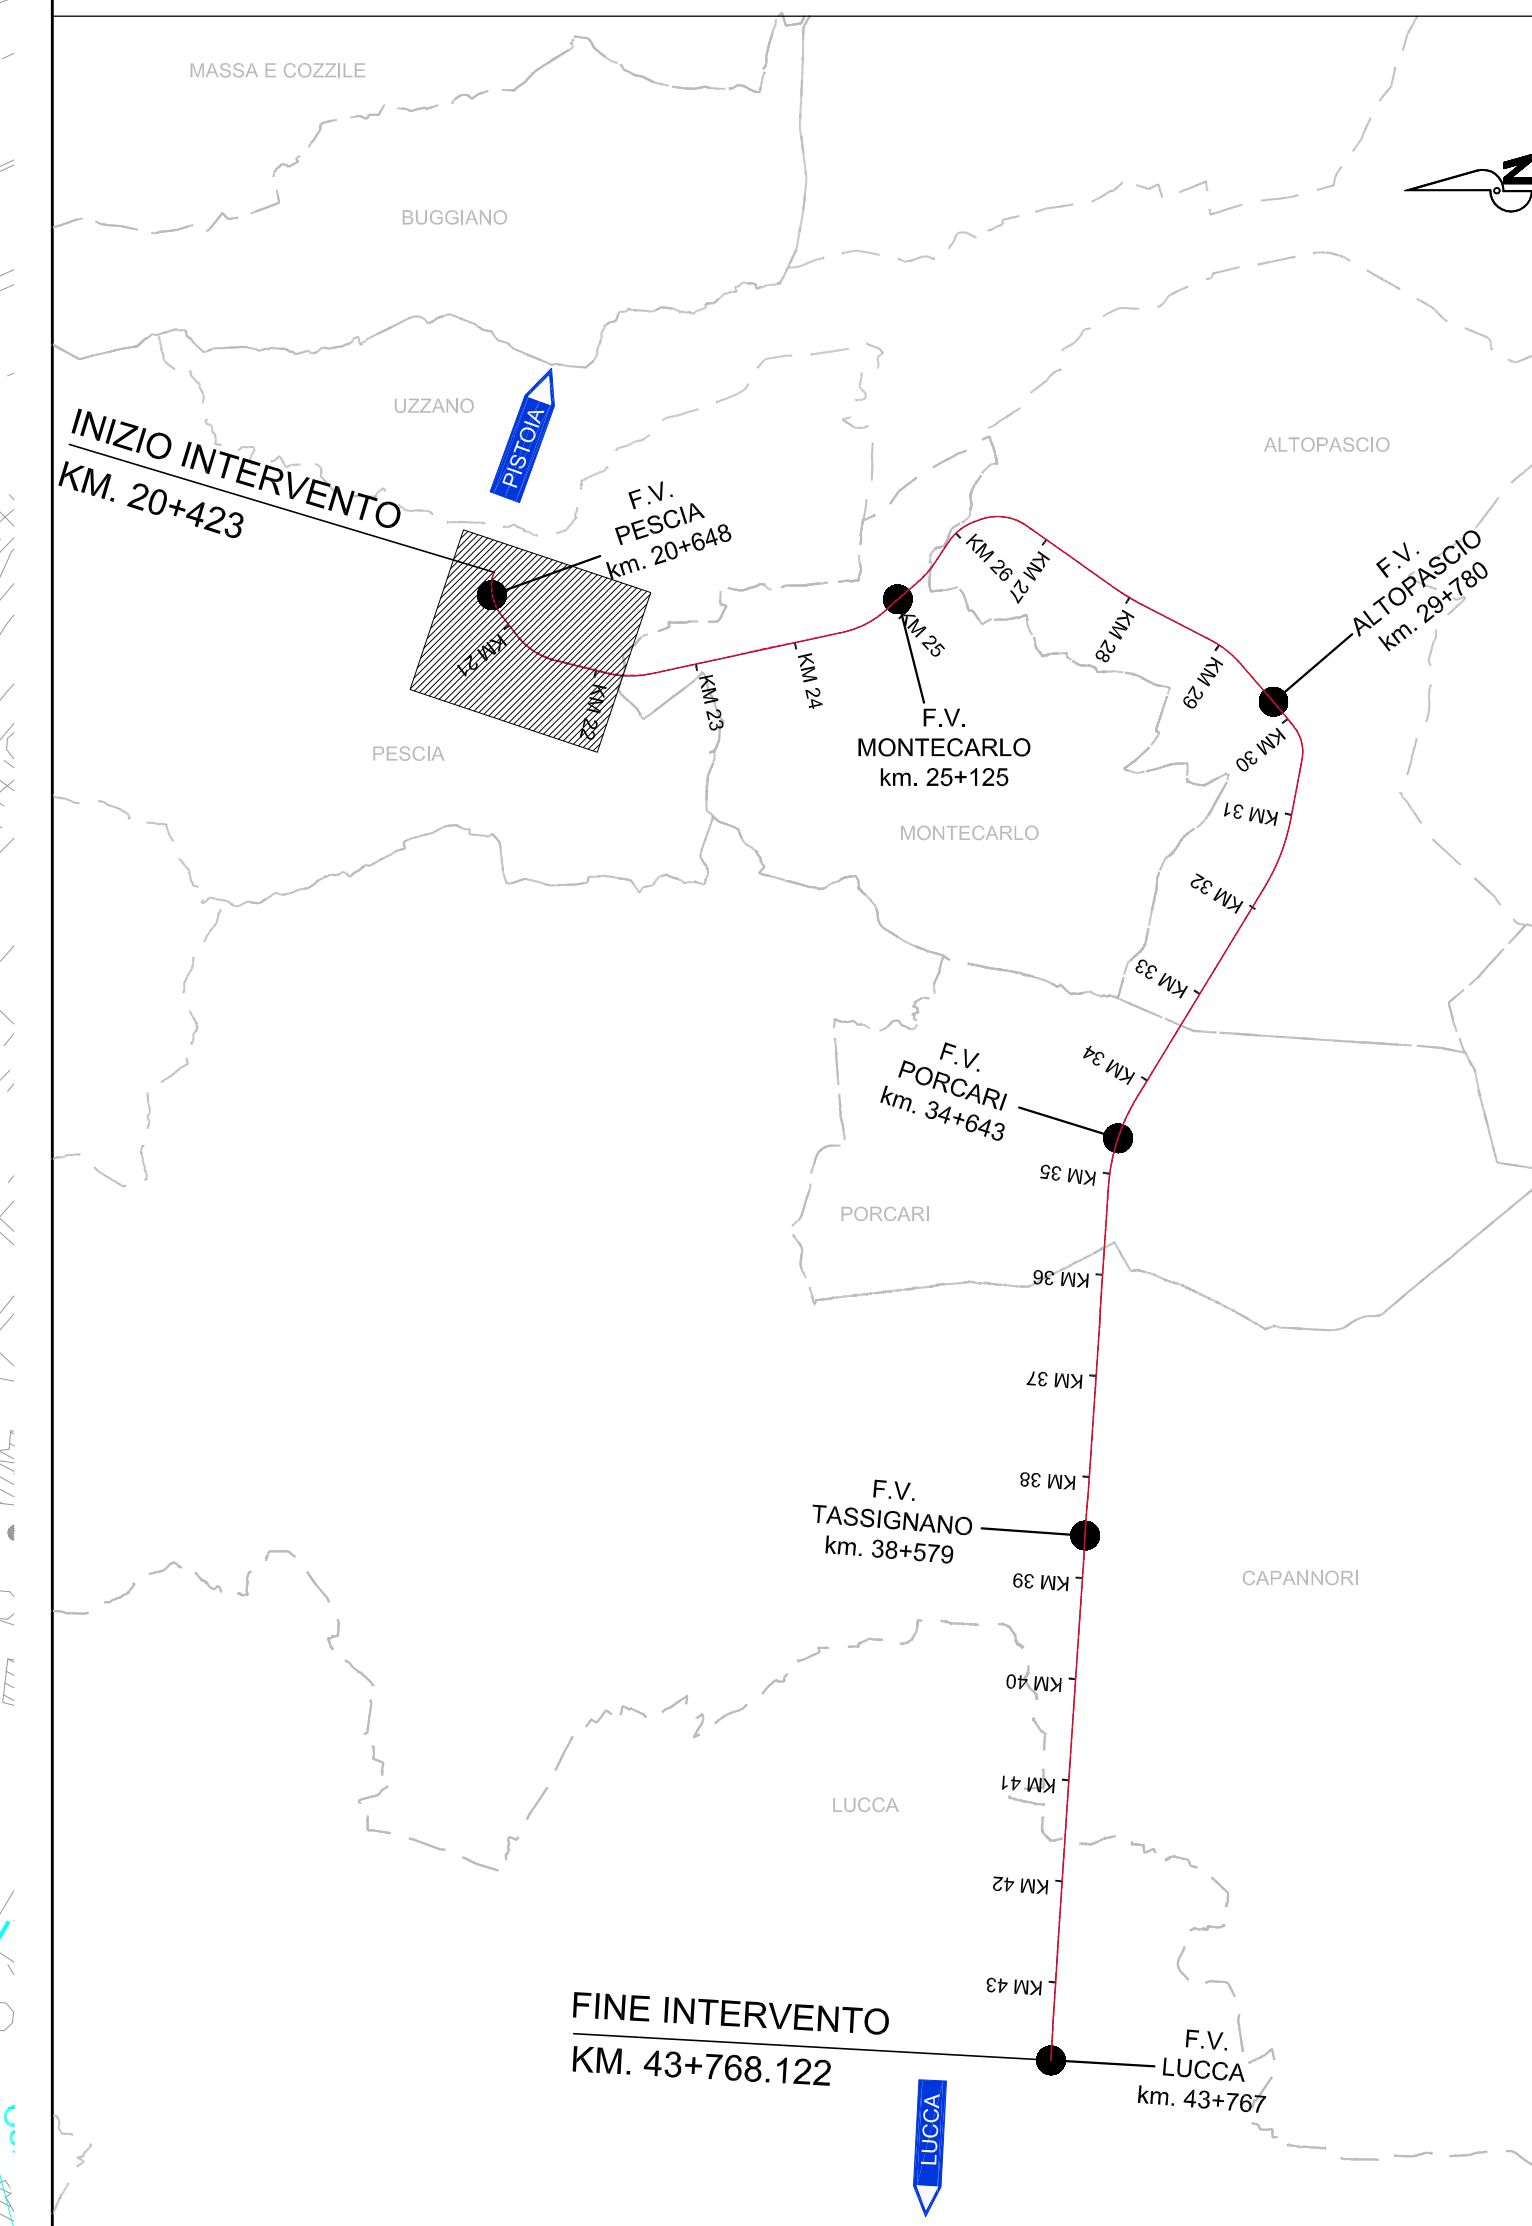 MASSA E COZZILE
N
BUGGIANO
UZZANO
PISTOIA
ALTOPASCIO
INIZIO INTERVENTO
KM. 20+423
F.V.
PESCIA
km. 20+648
KM 21
KM 22
KM 23
KM 24
KM 25
KM 26
KM 27
KM 28
KM 29
F.V.
ALTOPASCIO
km. 29+780
KM 30
PESCIA
F.V.
MONTECARLO
km. 25+125
MONTECARLO
KM 31
KM 32
KM 33
KM 34
F.V.
PORCARI
km. 34+643
KM 35
PORCARI
KM 36
KM 37
KM 38
F.V.
TASSIGNANO
km. 38+579
KM 39
CAPANNORI
KM 40
KM 41
LUCCA
KM 42
KM 43
FINE INTERVENTO
KM. 43+768.122
F.V.
LUCCA
km. 43+767
LUCCA